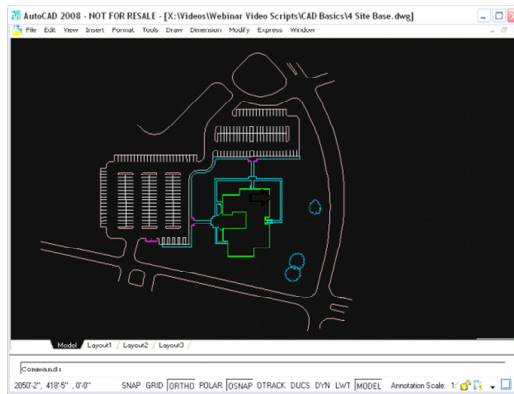 AutoCAD 2008 - NOT FOR RESALE - [X:\Videos\Webinar Video Scripts\CAD Basics\4 Site Base.dwg]
File Edit View Insert Format Tools Draw Dimension Modify Express Window
Model Layout1 Layout2 Layout3
Command:
2050'-2", 418'-5" , 0'-0" SNAP GRID ORTHO POLAR OSNAP OTRACK DUCS DYN LWT MODEL Annotation Scale: 1: